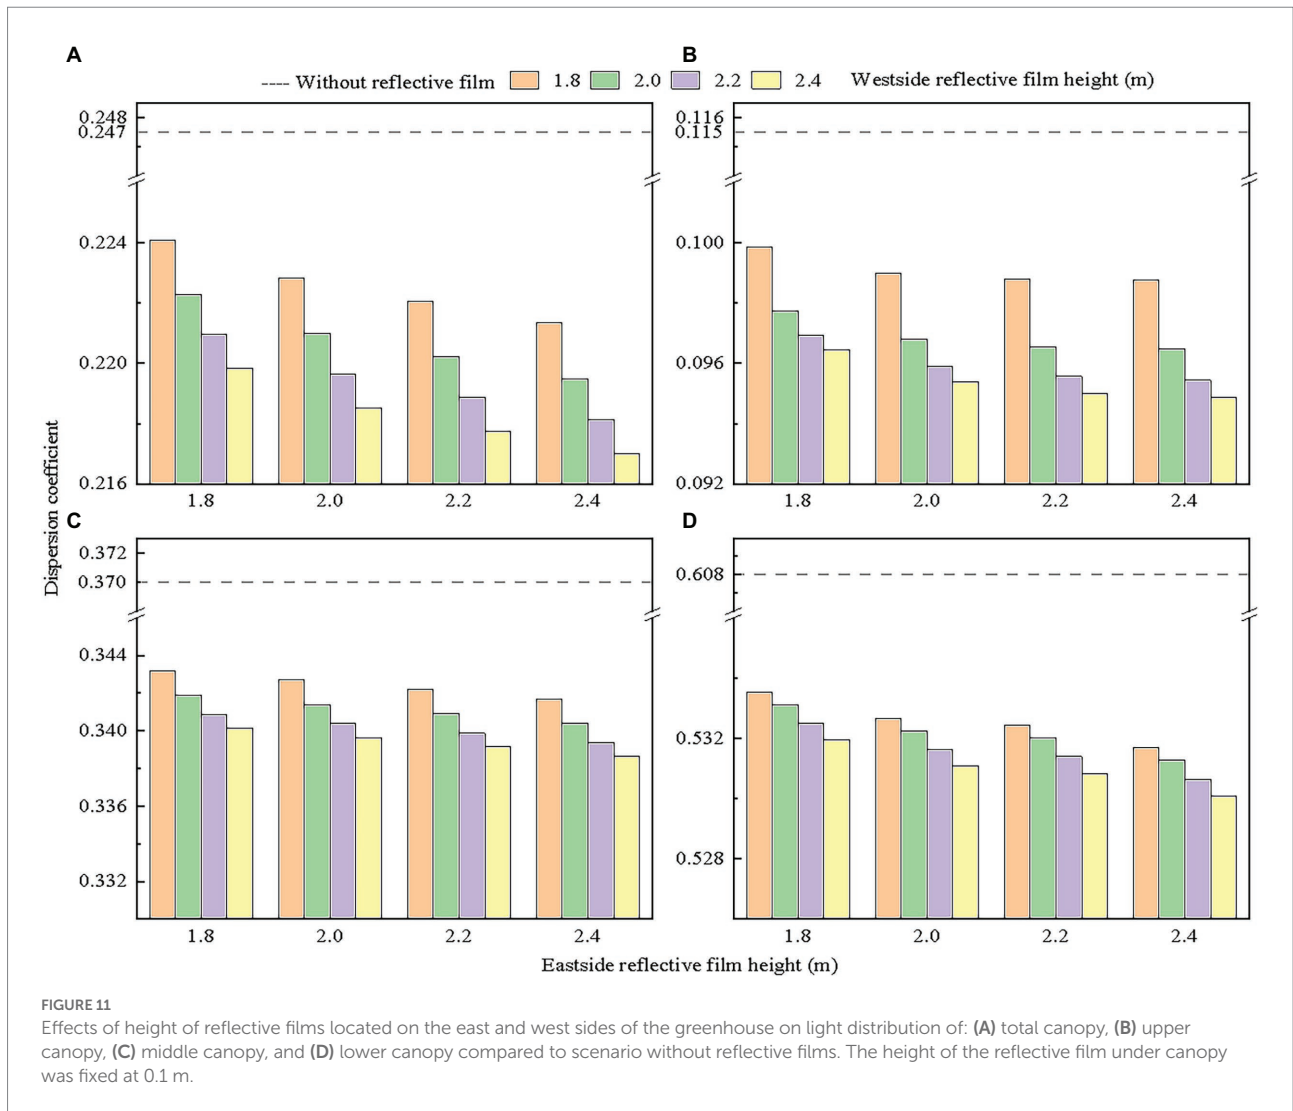 A
B
---- Without reflective film 1.8 2.0 2.2 2.4 Westside reflective film height (m)
0.248
0.247
0.224
0.220
0.216
1.8 2.0 2.2 2.4
0.116
0.115
0.100
0.096
0.092
1.8 2.0 2.2 2.4
Dispersion coefficient
C
D
0.372
0.370
0.344
0.340
0.336
0.332
1.8 2.0 2.2 2.4
0.608
0.532
0.528
1.8 2.0 2.2 2.4
Eastside reflective film height (m)
FIGURE 11
Effects of height of reflective films located on the east and west sides of the greenhouse on light distribution of: (A) total canopy, (B) upper
canopy, (C) middle canopy, and (D) lower canopy compared to scenario without reflective films. The height of the reflective film under canopy
was fixed at 0.1 m.